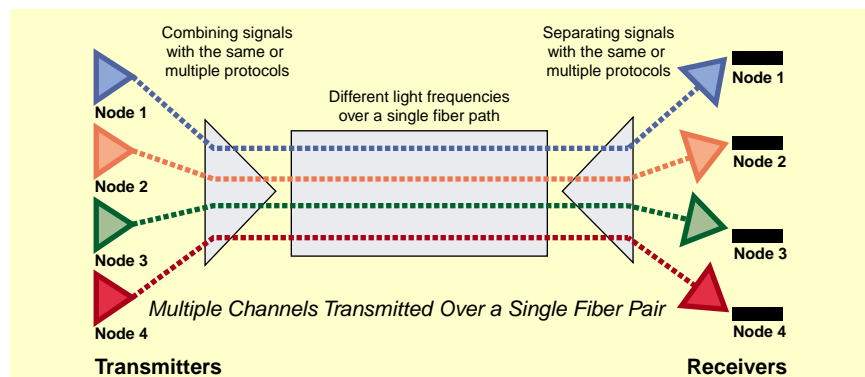 Combining signals
with the same or
multiple protocols
Separating signals
with the same or
multiple protocols
Different light frequencies
over a single fiber path
Node 1
Node 2
Node 3
Node 4
Node 1
Node 2
Node 3
Node 4
Multiple Channels Transmitted Over a Single Fiber Pair
Transmitters
Receivers